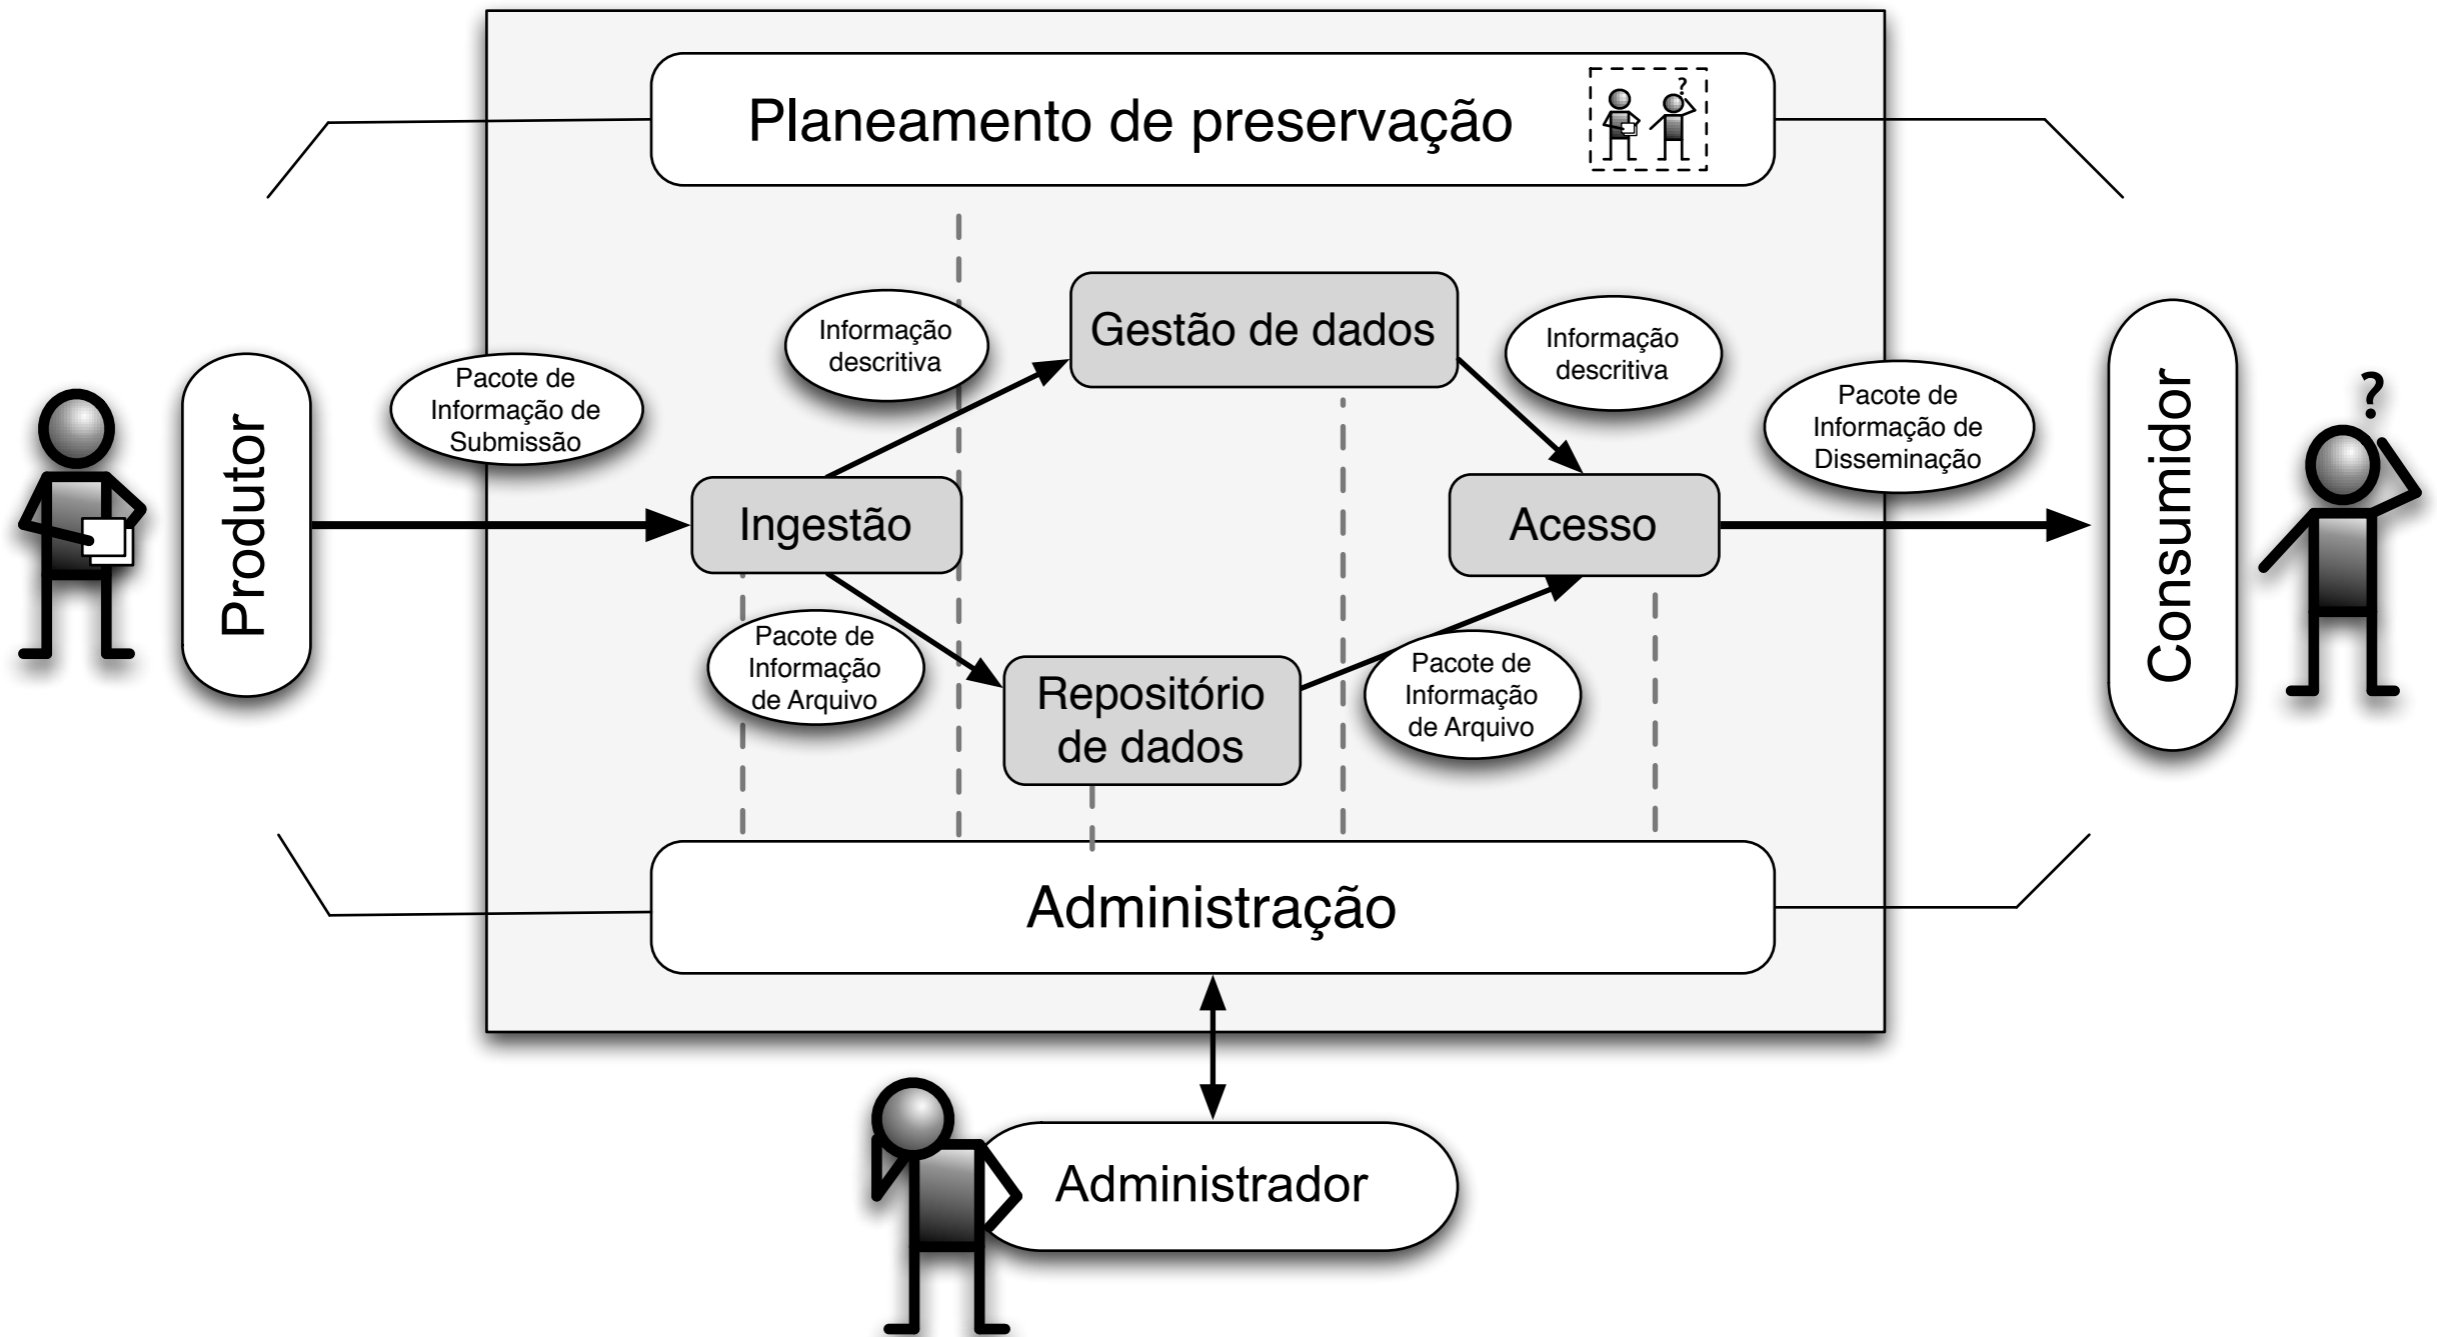 Planeamento de preservação
?
Informação
descritiva
Gestão de dados
Informação
descritiva
Pacote de
Informação de
Submissão
Pacote de
Informação de
Disseminação
?
Produtor
Ingestão
Acesso
Consumidor
Pacote de
Informação
de Arquivo
Repositório
de dados
Pacote de
Informação
de Arquivo
Administração
Administrador